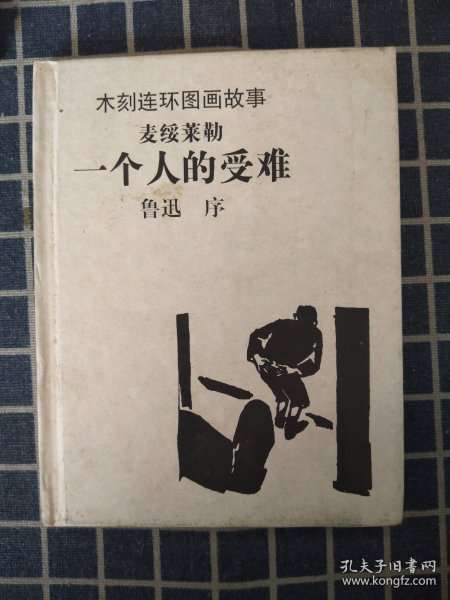 木刻连环图画故事
麦绥莱勒
一个人的受难
鲁迅 序
孔夫子旧书网
www.kongfz.com